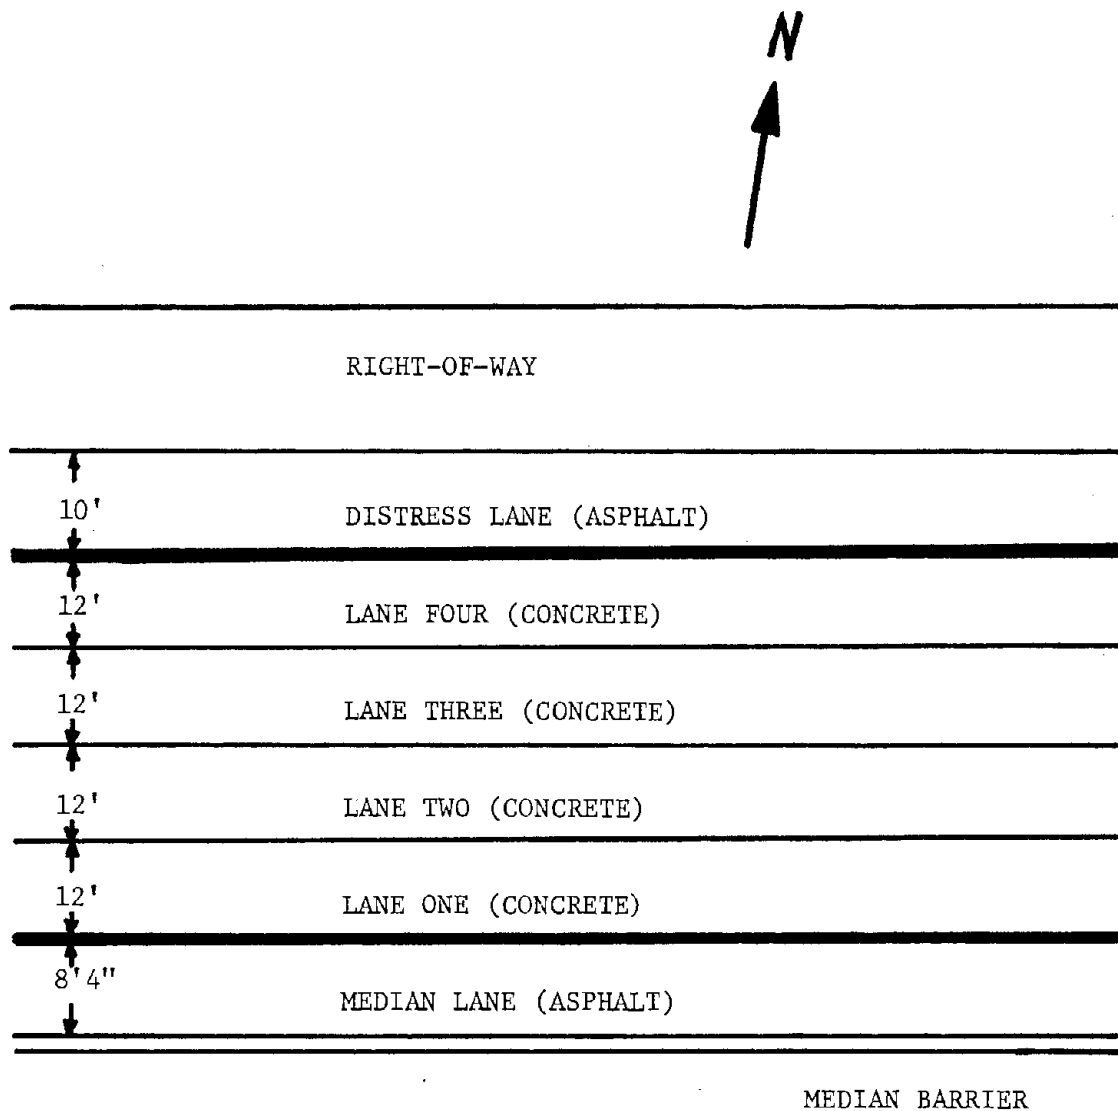 N
RIGHT-OF-WAY
10'
DISTRESS LANE (ASPHALT)
12'
LANE FOUR (CONCRETE)
12'
LANE THREE (CONCRETE)
12'
LANE TWO (CONCRETE)
12'
LANE ONE (CONCRETE)
8'4"
MEDIAN LANE (ASPHALT)
MEDIAN BARRIER